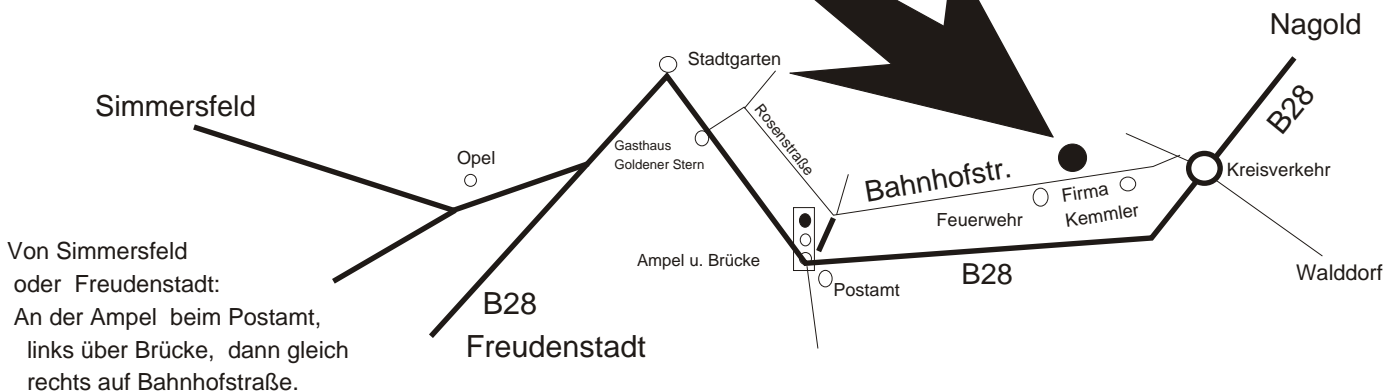 Nagold
B28
Stadtgarten
Simmersfeld
Rosenstraße
Gasthaus
Goldener Stern
Opel
Bahnhofstr.
Kreisverkehr
Firma
Kemmler
Feuerwehr
Ampel u. Brücke
B28
Walddorf
Postamt
B28
Freudenstadt
Von Simmersfeld
oder Freudenstadt:
An der Ampel beim Postamt,
links über Brücke, dann gleich
rechts auf Bahnhofstraße.